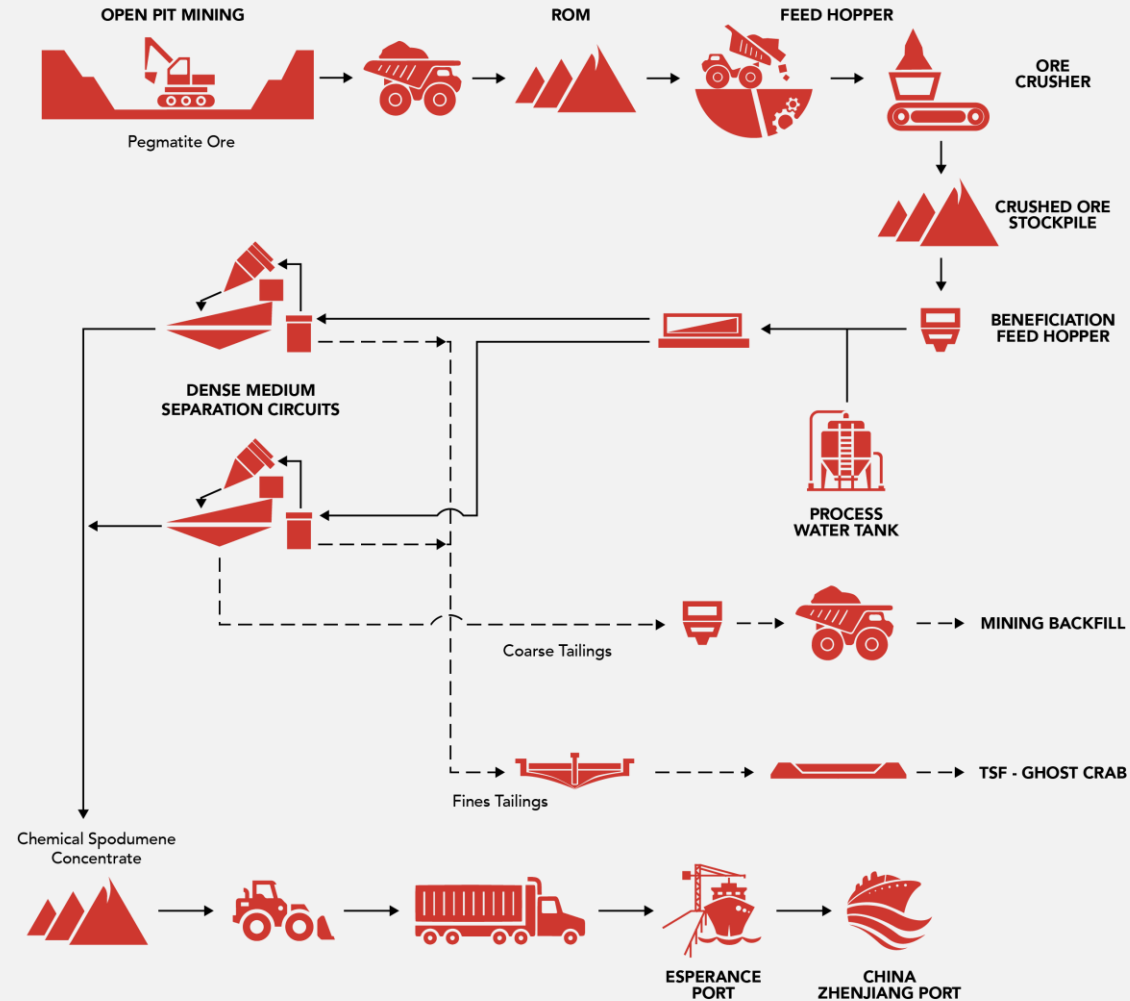 OPEN PIT MINING
ROM
FEED HOPPER
ORE
CRUSHER
Pegmatite Ore
CRUSHED ORE
STOCKPILE
BENEFICIATION
FEED HOPPER
DENSE MEDIUM
SEPARATION CIRCUITS
PROCESS
WATER TANK
MINING BACKFILL
Coarse Tailings
TSF - GHOST CRAB
Fines Tailings
Chemical Spodumene
Concentrate
ESPERANCE
PORT
CHINA
ZHENJIANG PORT